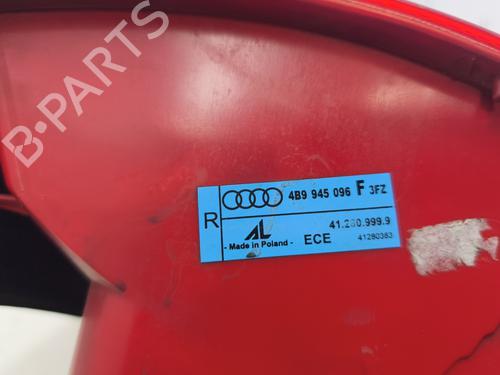 B-PARTS
R
4B9 945 096 F 3FZ
AL
41.280.999.9
- Made in Poland -
ECE
41280383